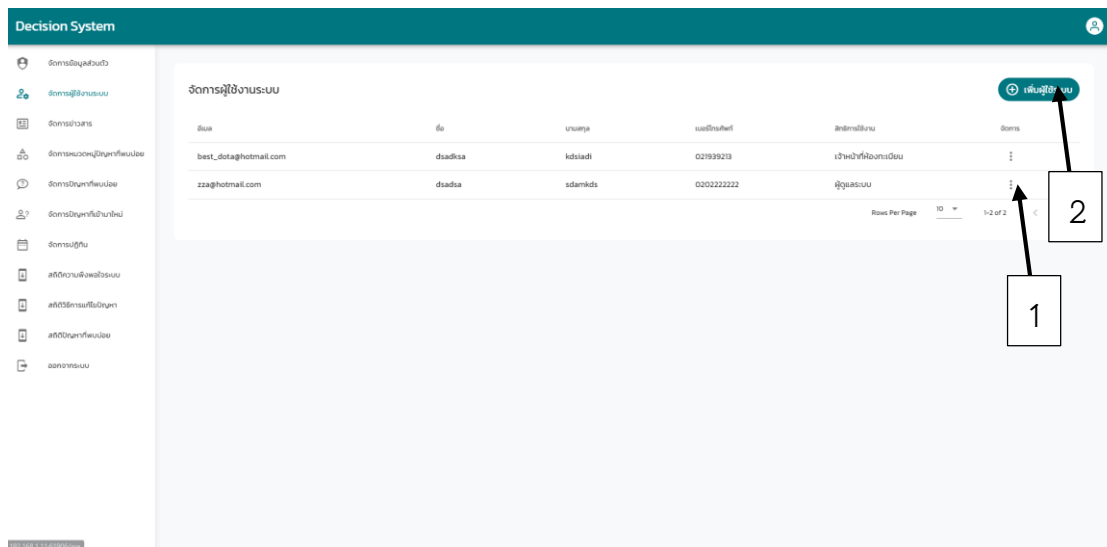 Decision System
จัดการข้อมูลส่วนตัว
จัดการผู้ใช้งานระบบ
จัดการข่าวสาร
จัดการหมวดหมู่ปัญหาที่พบบ่อย
จัดการปัญหาที่พบบ่อย
จัดการปัญหาที่เข้ามาใหม่
จัดการปฏิทิน
สถิติความพึงพอใจระบบ
สถิติวิธีการแก้ไขปัญหา
สถิติปัญหาที่พบบ่อย
ออกจากระบบ
จัดการผู้ใช้งานระบบ
เพิ่มผู้ใช้ระบบ
อีเมล ชื่อ นามสกุล เบอร์โทรศัพท์ สิทธิการใช้งาน จัดการ
best_dota@hotmail.com dsadksa kdsiadi 021939213 เจ้าหน้าที่ห้องทะเบียน
zza@hotmail.com dsadsa sdamkds 0202222222 ผู้ดูแลระบบ
Rows Per Page 10 1-2 of 2
2
1